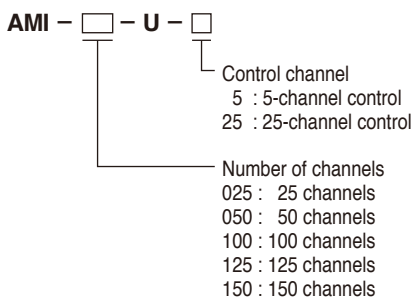 AMI – □ – U – □
Control channel
5 : 5-channel control
25 : 25-channel control
Number of channels
025 : 25 channels
050 : 50 channels
100 : 100 channels
125 : 125 channels
150 : 150 channels